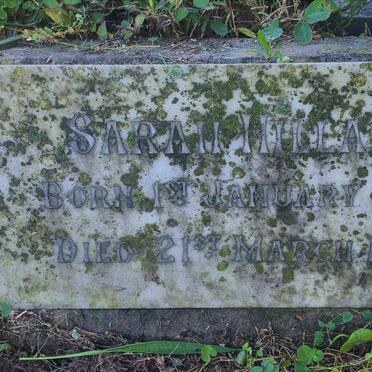 SARAH HILLA
BORN 1ST JANUARY
DIED 21ST MARCH